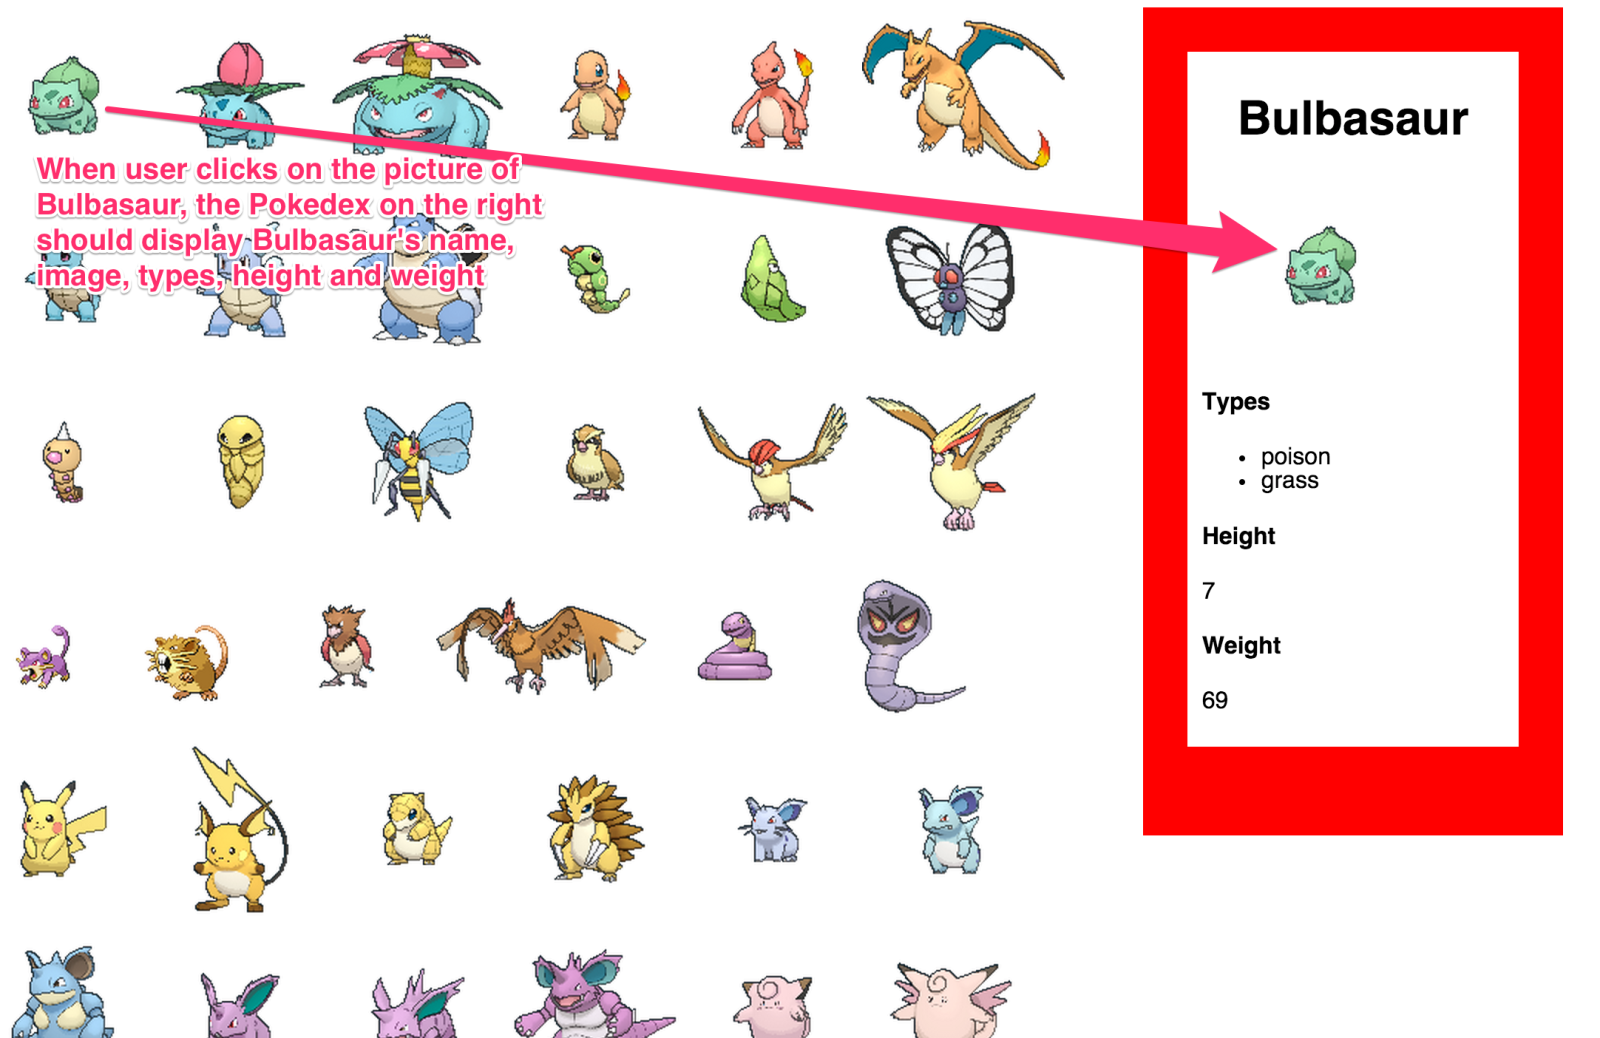 When user clicks on the picture of
Bulbasaur, the Pokedex on the right
should display Bulbasaur's name,
image, types, height and weight
Bulbasaur
Types
• poison
• grass
Height
7
Weight
69